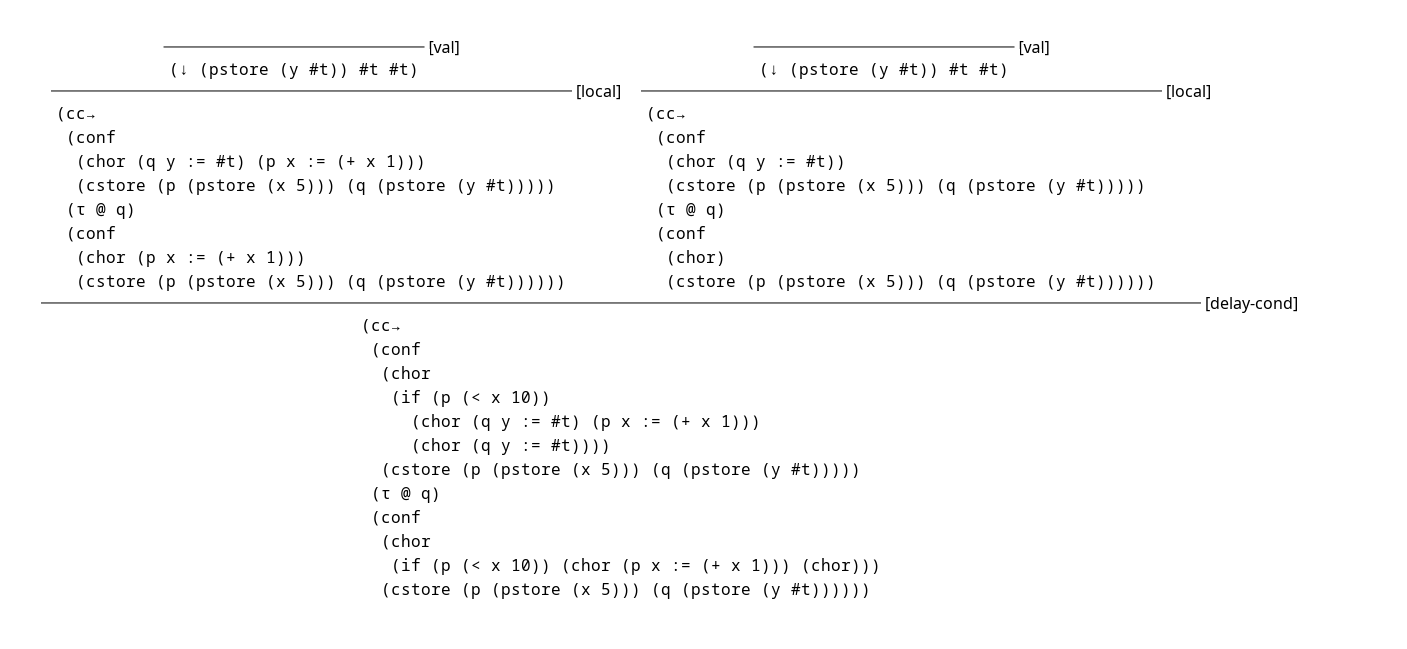 [val]
(↓ (pstore (y #t)) #t #t)
[local]
(cc→
(conf
(chor (q y := #t) (p x := (+ x 1)))
(cstore (p (pstore (x 5))) (q (pstore (y #t)))))
(τ @ q)
(conf
(chor (p x := (+ x 1)))
(cstore (p (pstore (x 5))) (q (pstore (y #t))))))
[val]
(↓ (pstore (y #t)) #t #t)
[local]
(cc→
(conf
(chor (q y := #t))
(cstore (p (pstore (x 5))) (q (pstore (y #t)))))
(τ @ q)
(conf
(chor)
(cstore (p (pstore (x 5))) (q (pstore (y #t))))))
[delay-cond]
(cc→
(conf
(chor
(if (p (< x 10))
(chor (q y := #t) (p x := (+ x 1)))
(chor (q y := #t))))
(cstore (p (pstore (x 5))) (q (pstore (y #t)))))
(τ @ q)
(conf
(chor
(if (p (< x 10)) (chor (p x := (+ x 1))) (chor)))
(cstore (p (pstore (x 5))) (q (pstore (y #t))))))